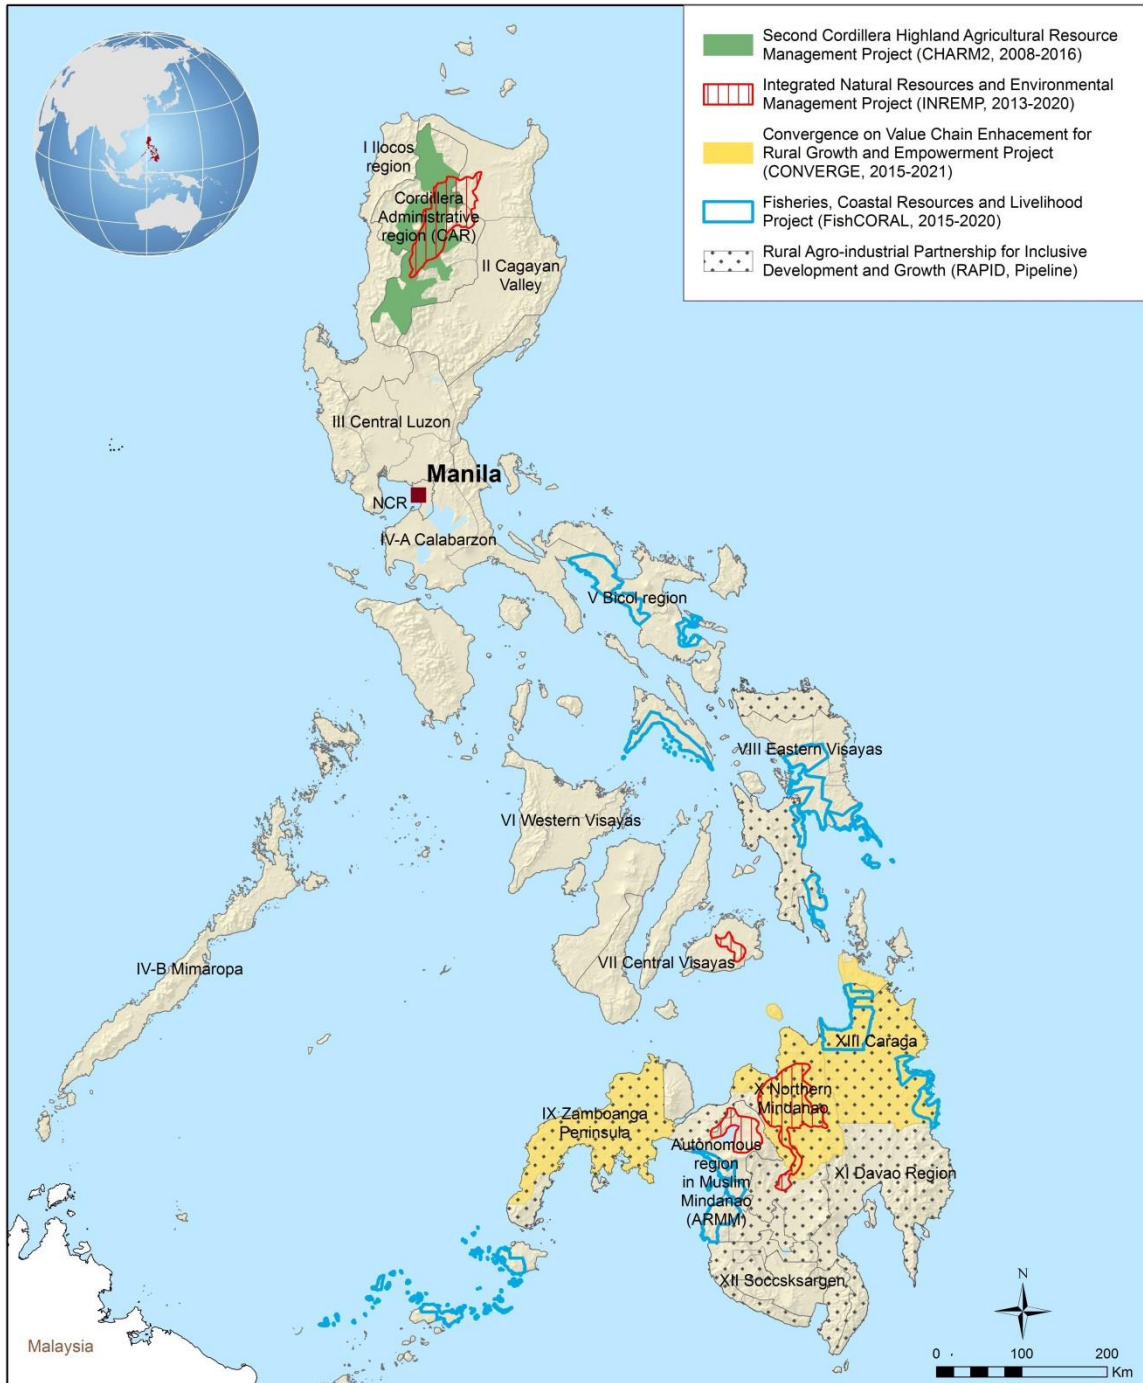 Second Cordillera Highland Agricultural Resource
Management Project (CHARM2, 2008-2016)
Integrated Natural Resources and Environmental
Management Project (INREMP, 2013-2020)
Convergence on Value Chain Enhacement for
Rural Growth and Empowerment Project
(CONVERGE, 2015-2021)
Fisheries, Coastal Resources and Livelihood
Project (FishCORAL, 2015-2020)
Rural Agro-industrial Partnership for Inclusive
Development and Growth (RAPID, Pipeline)
I Ilocos
region
Cordillera
Administrative
region (CAR)
II Cagayan
Valley
III Central Luzon
Manila
NCR
IV-A Calabarzon
V Bicol region
VIII Eastern Visayas
VI Western Visayas
IV-B Mimaropa
VII Central Visayas
XIII Caraga
X Northern
Mindanao
IX Zamboanga
Peninsula
Autonomous
region
in Muslim
Mindanao
(ARMM)
XI Davao Region
XII Soccsksargen
Malaysia
N
0 100 200
Km